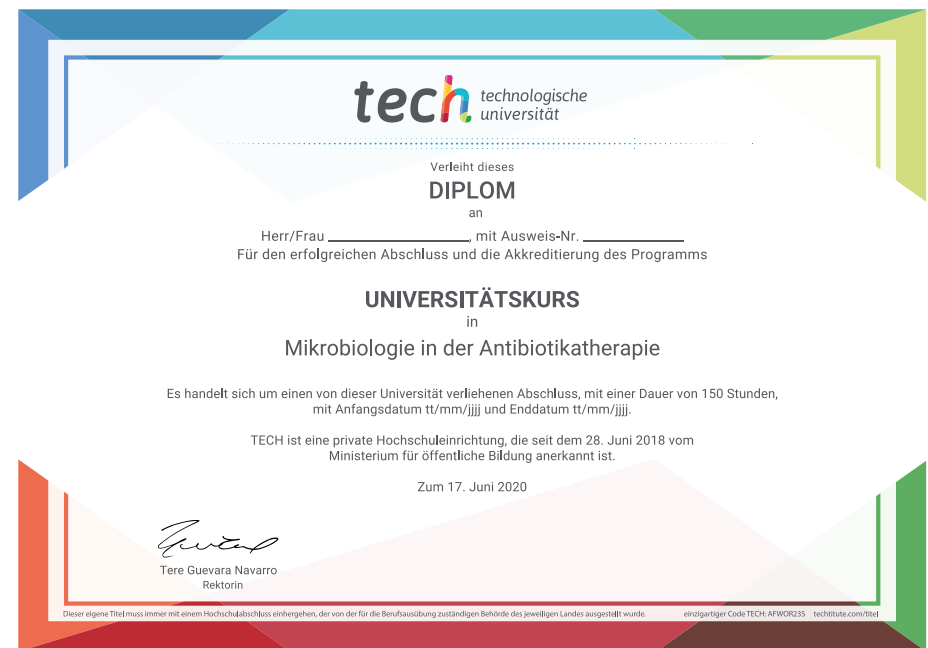 tech technologische
universität
Verleiht dieses
DIPLOM
an
Herr/Frau ____________________, mit Ausweis-Nr. ______________
Für den erfolgreichen Abschluss und die Akkreditierung des Programms
UNIVERSITÄTSKURS
in
Mikrobiologie in der Antibiotikatherapie
Es handelt sich um einen von dieser Universität verliehenen Abschluss, mit einer Dauer von 150 Stunden,
mit Anfangsdatum tt/mm/jjjj und Enddatum tt/mm/jjjj.
TECH ist eine private Hochschuleinrichtung, die seit dem 28. Juni 2018 vom
Ministerium für öffentliche Bildung anerkannt ist.
Zum 17. Juni 2020
Tere Guevara Navarro
Rektorin
Dieser eigene Titel muss immer mit einem Hochschulabschluss einhergehen, der von der für die Berufsausübung zuständigen Behörde des jeweiligen Landes ausgestellt wurde. einzigartiger Code TECH: AFWOR23S techtitute.com/titel